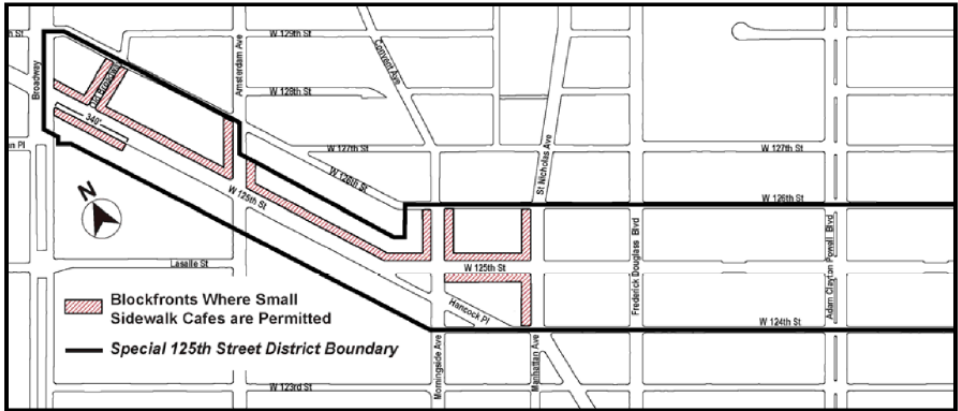 W 129th St
Convent Ave
Amsterdam Ave
Broadway
Old Broadway
W 128th St
340'
W 127th St
W 127th St
W 126th St
St Nicholas Ave
W 126th St
W 125th St
N
Lasalle St
W 125th St
Frederick Douglass Blvd
Adam Clayton Powell Blvd
Hancock Pl
W 124th St
Blockfronts Where Small
Sidewalk Cafes are Permitted
Special 125th Street District Boundary
Morningside Ave
Manhattan Ave
W 123rd St